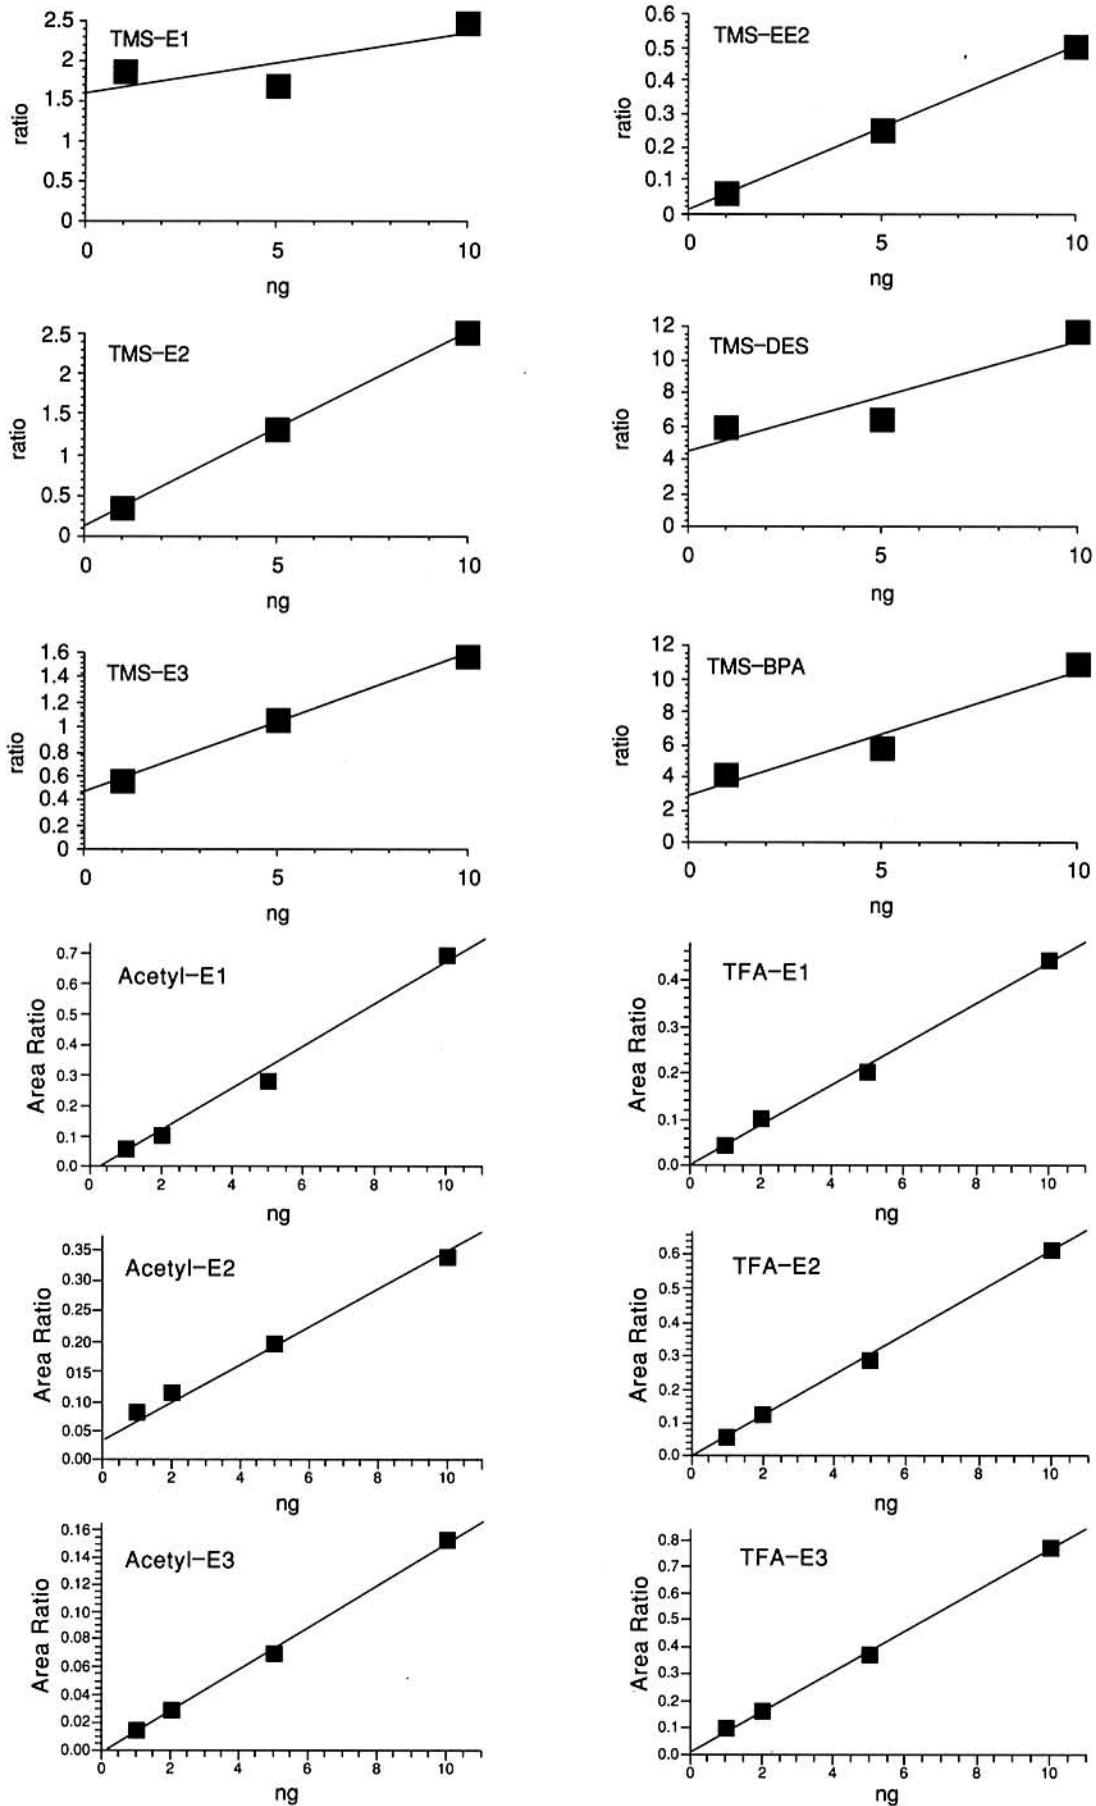 TMS-E1
2.5
2
1.5
1
0.5
0
ratio
0 5 10
ng
TMS-EE2
0.6
0.5
0.4
0.3
0.2
0.1
0
ratio
0 5 10
ng
TMS-E2
2.5
2
1.5
1
0.5
0
ratio
0 5 10
ng
TMS-DES
12
10
8
6
4
2
0
ratio
0 5 10
ng
TMS-E3
1.6
1.4
1.2
1
0.8
0.6
0.4
0.2
0
ratio
0 5 10
ng
TMS-BPA
12
10
8
6
4
2
0
ratio
0 5 10
ng
Acetyl-E1
0.7
0.6
0.5
0.4
0.3
0.2
0.1
0.0
Area Ratio
0 2 4 6 8 10
ng
TFA-E1
0.4
0.3
0.2
0.1
0.0
Area Ratio
0 2 4 6 8 10
ng
Acetyl-E2
0.35
0.30
0.25
0.20
0.15
0.10
0.05
0.00
Area Ratio
0 2 4 6 8 10
ng
TFA-E2
0.6
0.5
0.4
0.3
0.2
0.1
0.0
Area Ratio
0 2 4 6 8 10
ng
Acetyl-E3
0.16
0.14
0.12
0.10
0.08
0.06
0.04
0.02
0.00
Area Ratio
0 2 4 6 8 10
ng
TFA-E3
0.8
0.7
0.6
0.5
0.4
0.3
0.2
0.1
0.0
Area Ratio
0 2 4 6 8 10
ng